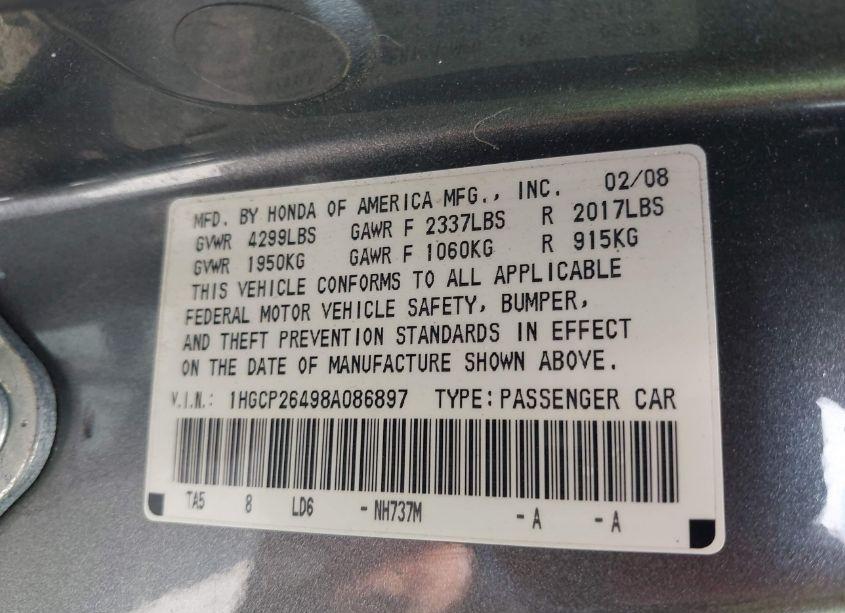 MFD. BY HONDA OF AMERICA MFG., INC. 02/08
GVWR 4299LBS GAWR F 2337LBS R 2017LBS
GVWR 1950KG GAWR F 1060KG R 915KG
THIS VEHICLE CONFORMS TO ALL APPLICABLE
FEDERAL MOTOR VEHICLE SAFETY, BUMPER,
AND THEFT PREVENTION STANDARDS IN EFFECT
ON THE DATE OF MANUFACTURE SHOWN ABOVE.
V.I.N.: 1HGCP26498A086897 TYPE:PASSENGER CAR
TA5 8 LD6 -NH737M -A -A